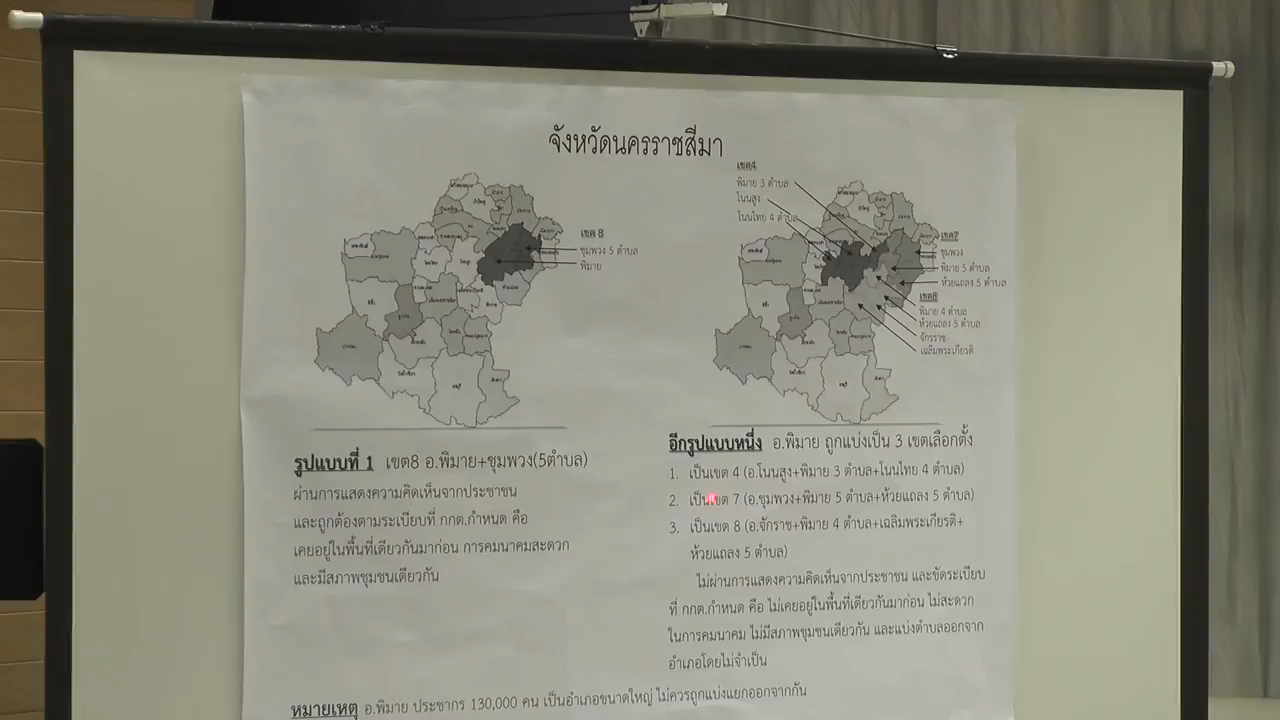 จังหวัดนครราชสีมา
เขต 8
ชุมพวง 5 ตำบล
พิมาย
เขต4
พิมาย 3 ตำบล
โนนสูง
โนนไทย 4 ตำบล
เขต7
ชุมพวง
พิมาย 5 ตำบล
ห้วยแถลง 5 ตำบล
เขต8
พิมาย 4 ตำบล
ห้วยแถลง 5 ตำบล
จักราช
เฉลิมพระเกียรติ
รูปแบบที่ 1 เขต8 อ.พิมาย+ชุมพวง(5ตำบล)
ผ่านการแสดงความคิดเห็นจากประชาชน
และถูกต้องตามระเบียบที่ กกต.กำหนด คือ
เคยอยู่ในพื้นที่เดียวกันมาก่อน การคมนาคมสะดวก
และมีสภาพชุมชนเดียวกัน
อีกรูปแบบหนึ่ง อ.พิมาย ถูกแบ่งเป็น 3 เขตเลือกตั้ง
1. เป็นเขต 4 (อ.โนนสูง+พิมาย 3 ตำบล+โนนไทย 4 ตำบล)
2. เป็นเขต 7 (อ.ชุมพวง+พิมาย 5 ตำบล+ห้วยแถลง 5 ตำบล)
3. เป็นเขต 8 (อ.จักราช+พิมาย 4 ตำบล+เฉลิมพระเกียรติ+
ห้วยแถลง 5 ตำบล)
ไม่ผ่านการแสดงความคิดเห็นจากประชาชน และขัดระเบียบ
ที่ กกต.กำหนด คือ ไม่เคยอยู่ในพื้นที่เดียวกันมาก่อน ไม่สะดวก
ในการคมนาคม ไม่มีสภาพชุมชนเดียวกัน และแบ่งตำบลออกจาก
อำเภอโดยไม่จำเป็น
หมายเหตุ อ.พิมาย ประชากร 130,000 คน เป็นอำเภอขนาดใหญ่ ไม่ควรถูกแบ่งแยกออกจากกัน